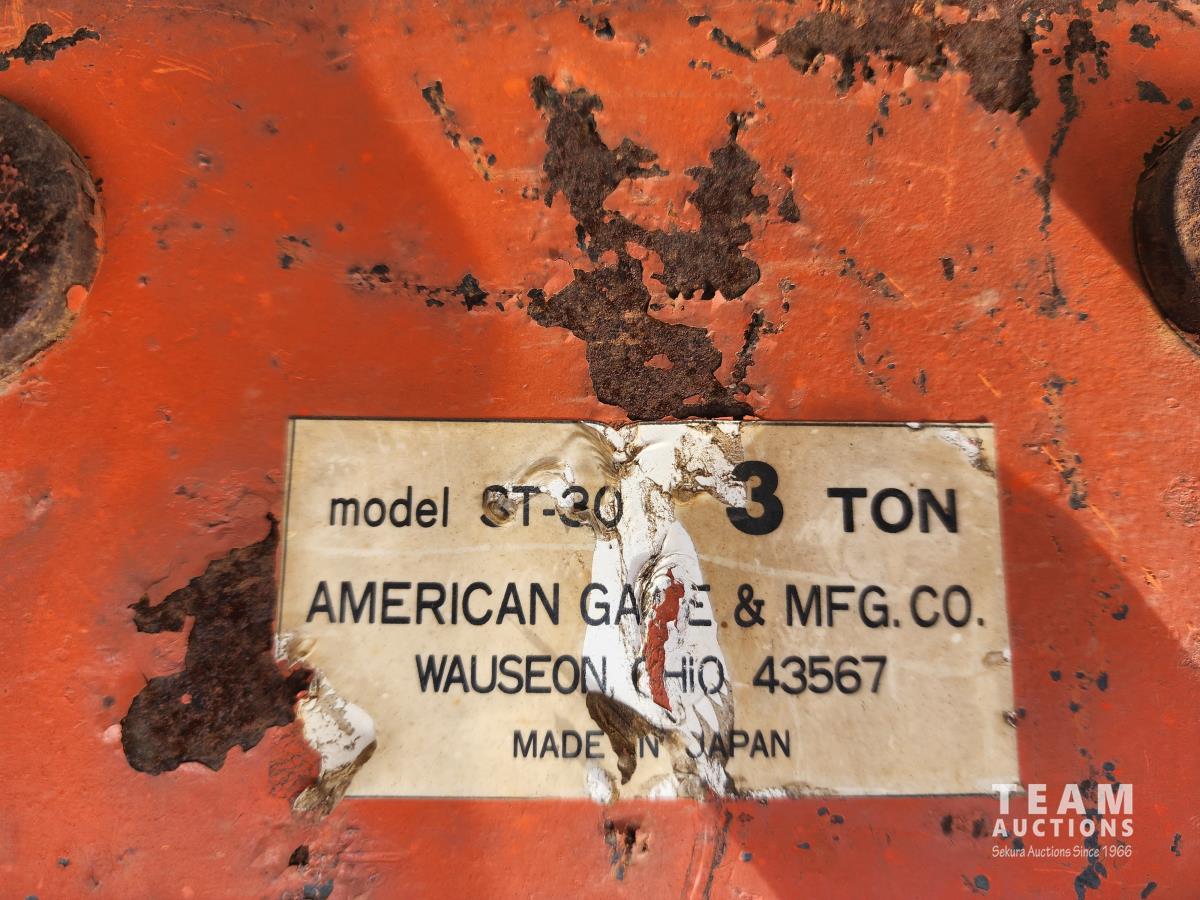 model ST-30 3 TON
AMERICAN & MFG. CO.
WAUSEON, OHIO 43567
MADE IN JAPAN
TEAM
AUCTIONS
Sekura Auctions Since 1966